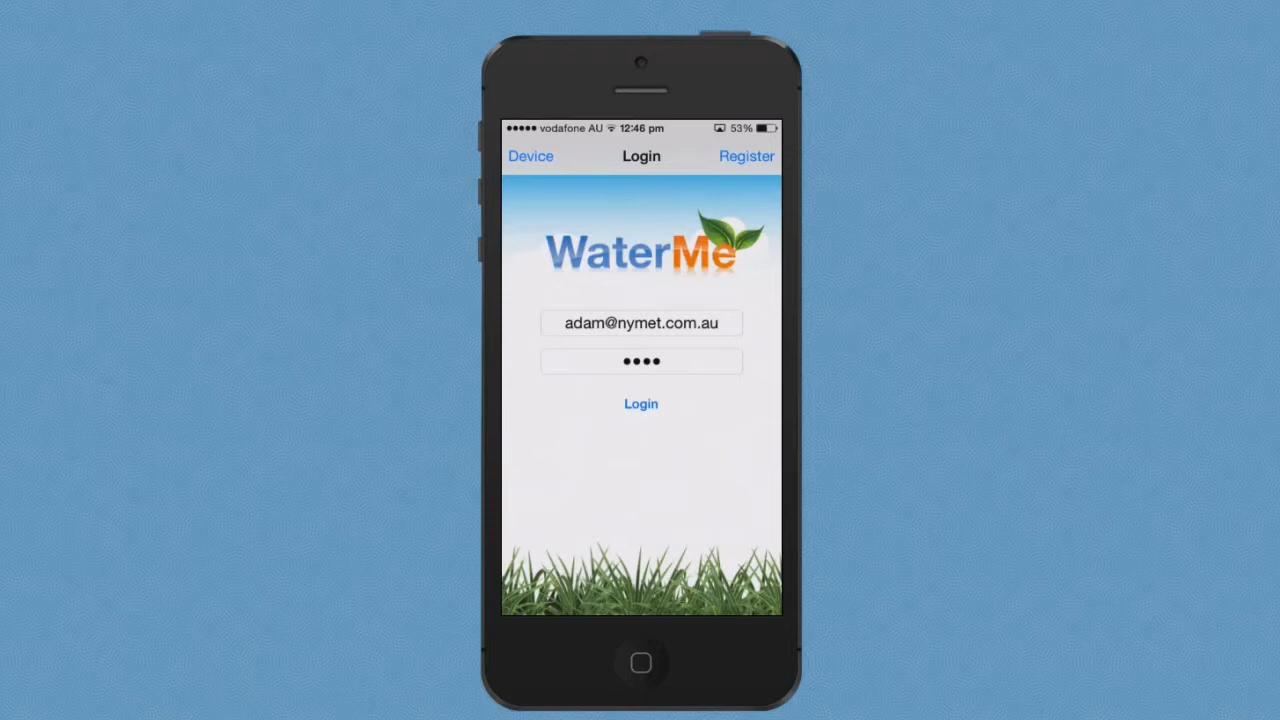 vodafone AU 12:46 pm 53%
Device Login Register
WaterMe
adam@nymet.com.au
••••
Login